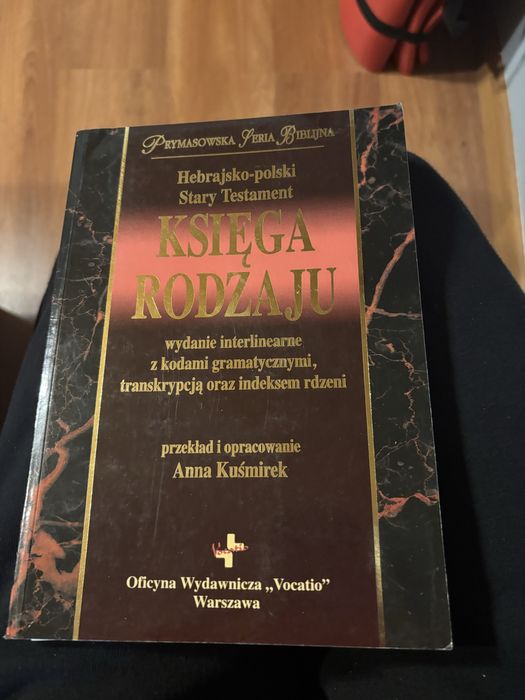 PRYMASOWSKA SERIA BIBLIJNA
Hebrajsko-polski
Stary Testament
KSIĘGA
RODZAJU
wydanie interlinearne
z kodami gramatycznymi,
transkrypcją oraz indeksem rdzeni
przekład i opracowanie
Anna Kuśmirek
Vocatio
Oficyna Wydawnicza „Vocatio”
Warszawa